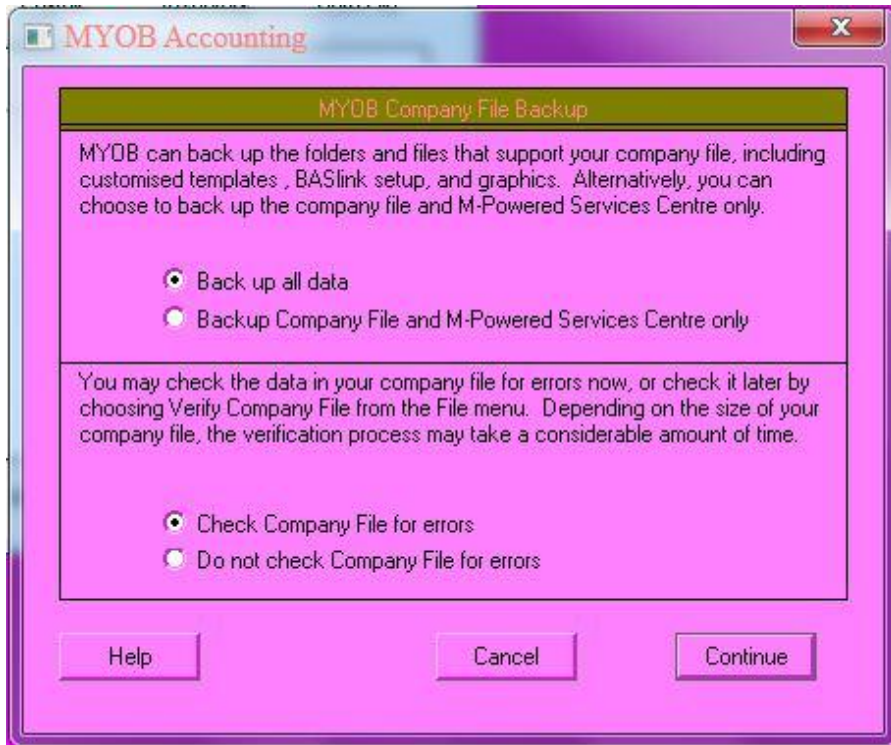 MYOB Accounting
MYOB Company File Backup
MYOB can back up the folders and files that support your company file, including
customised templates , BASlink setup, and graphics. Alternatively, you can
choose to back up the company file and M-Powered Services Centre only.
Back up all data
Backup Company File and M-Powered Services Centre only
You may check the data in your company file for errors now, or check it later by
choosing Verify Company File from the File menu. Depending on the size of your
company file, the verification process may take a considerable amount of time.
Check Company File for errors
Do not check Company File for errors
Help
Cancel
Continue